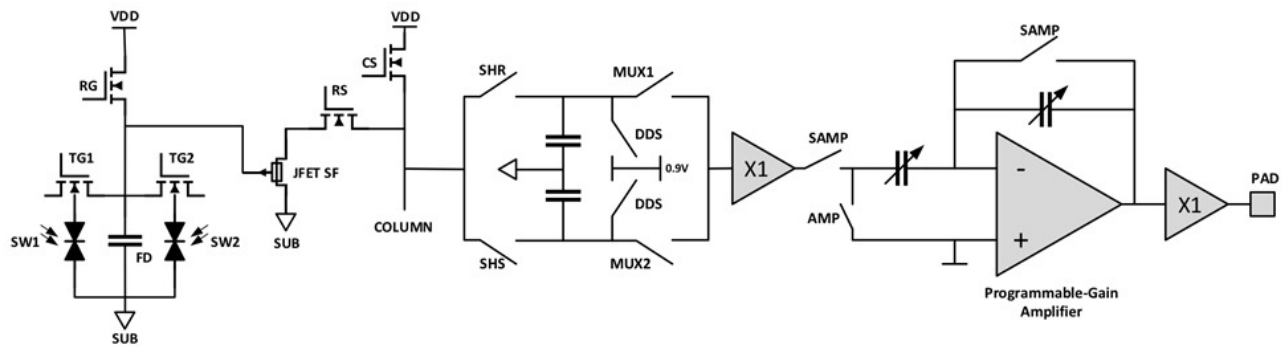 VDD
RG
TG1
TG2
SW1
FD
SW2
SUB
RS
JFET SF
SUB
VDD
CS
COLUMN
SHR
SHS
MUX1
DDS
0.9V
DDS
MUX2
X1
SAMP
AMP
SAMP
-
+
Programmable-Gain
Amplifier
X1
PAD